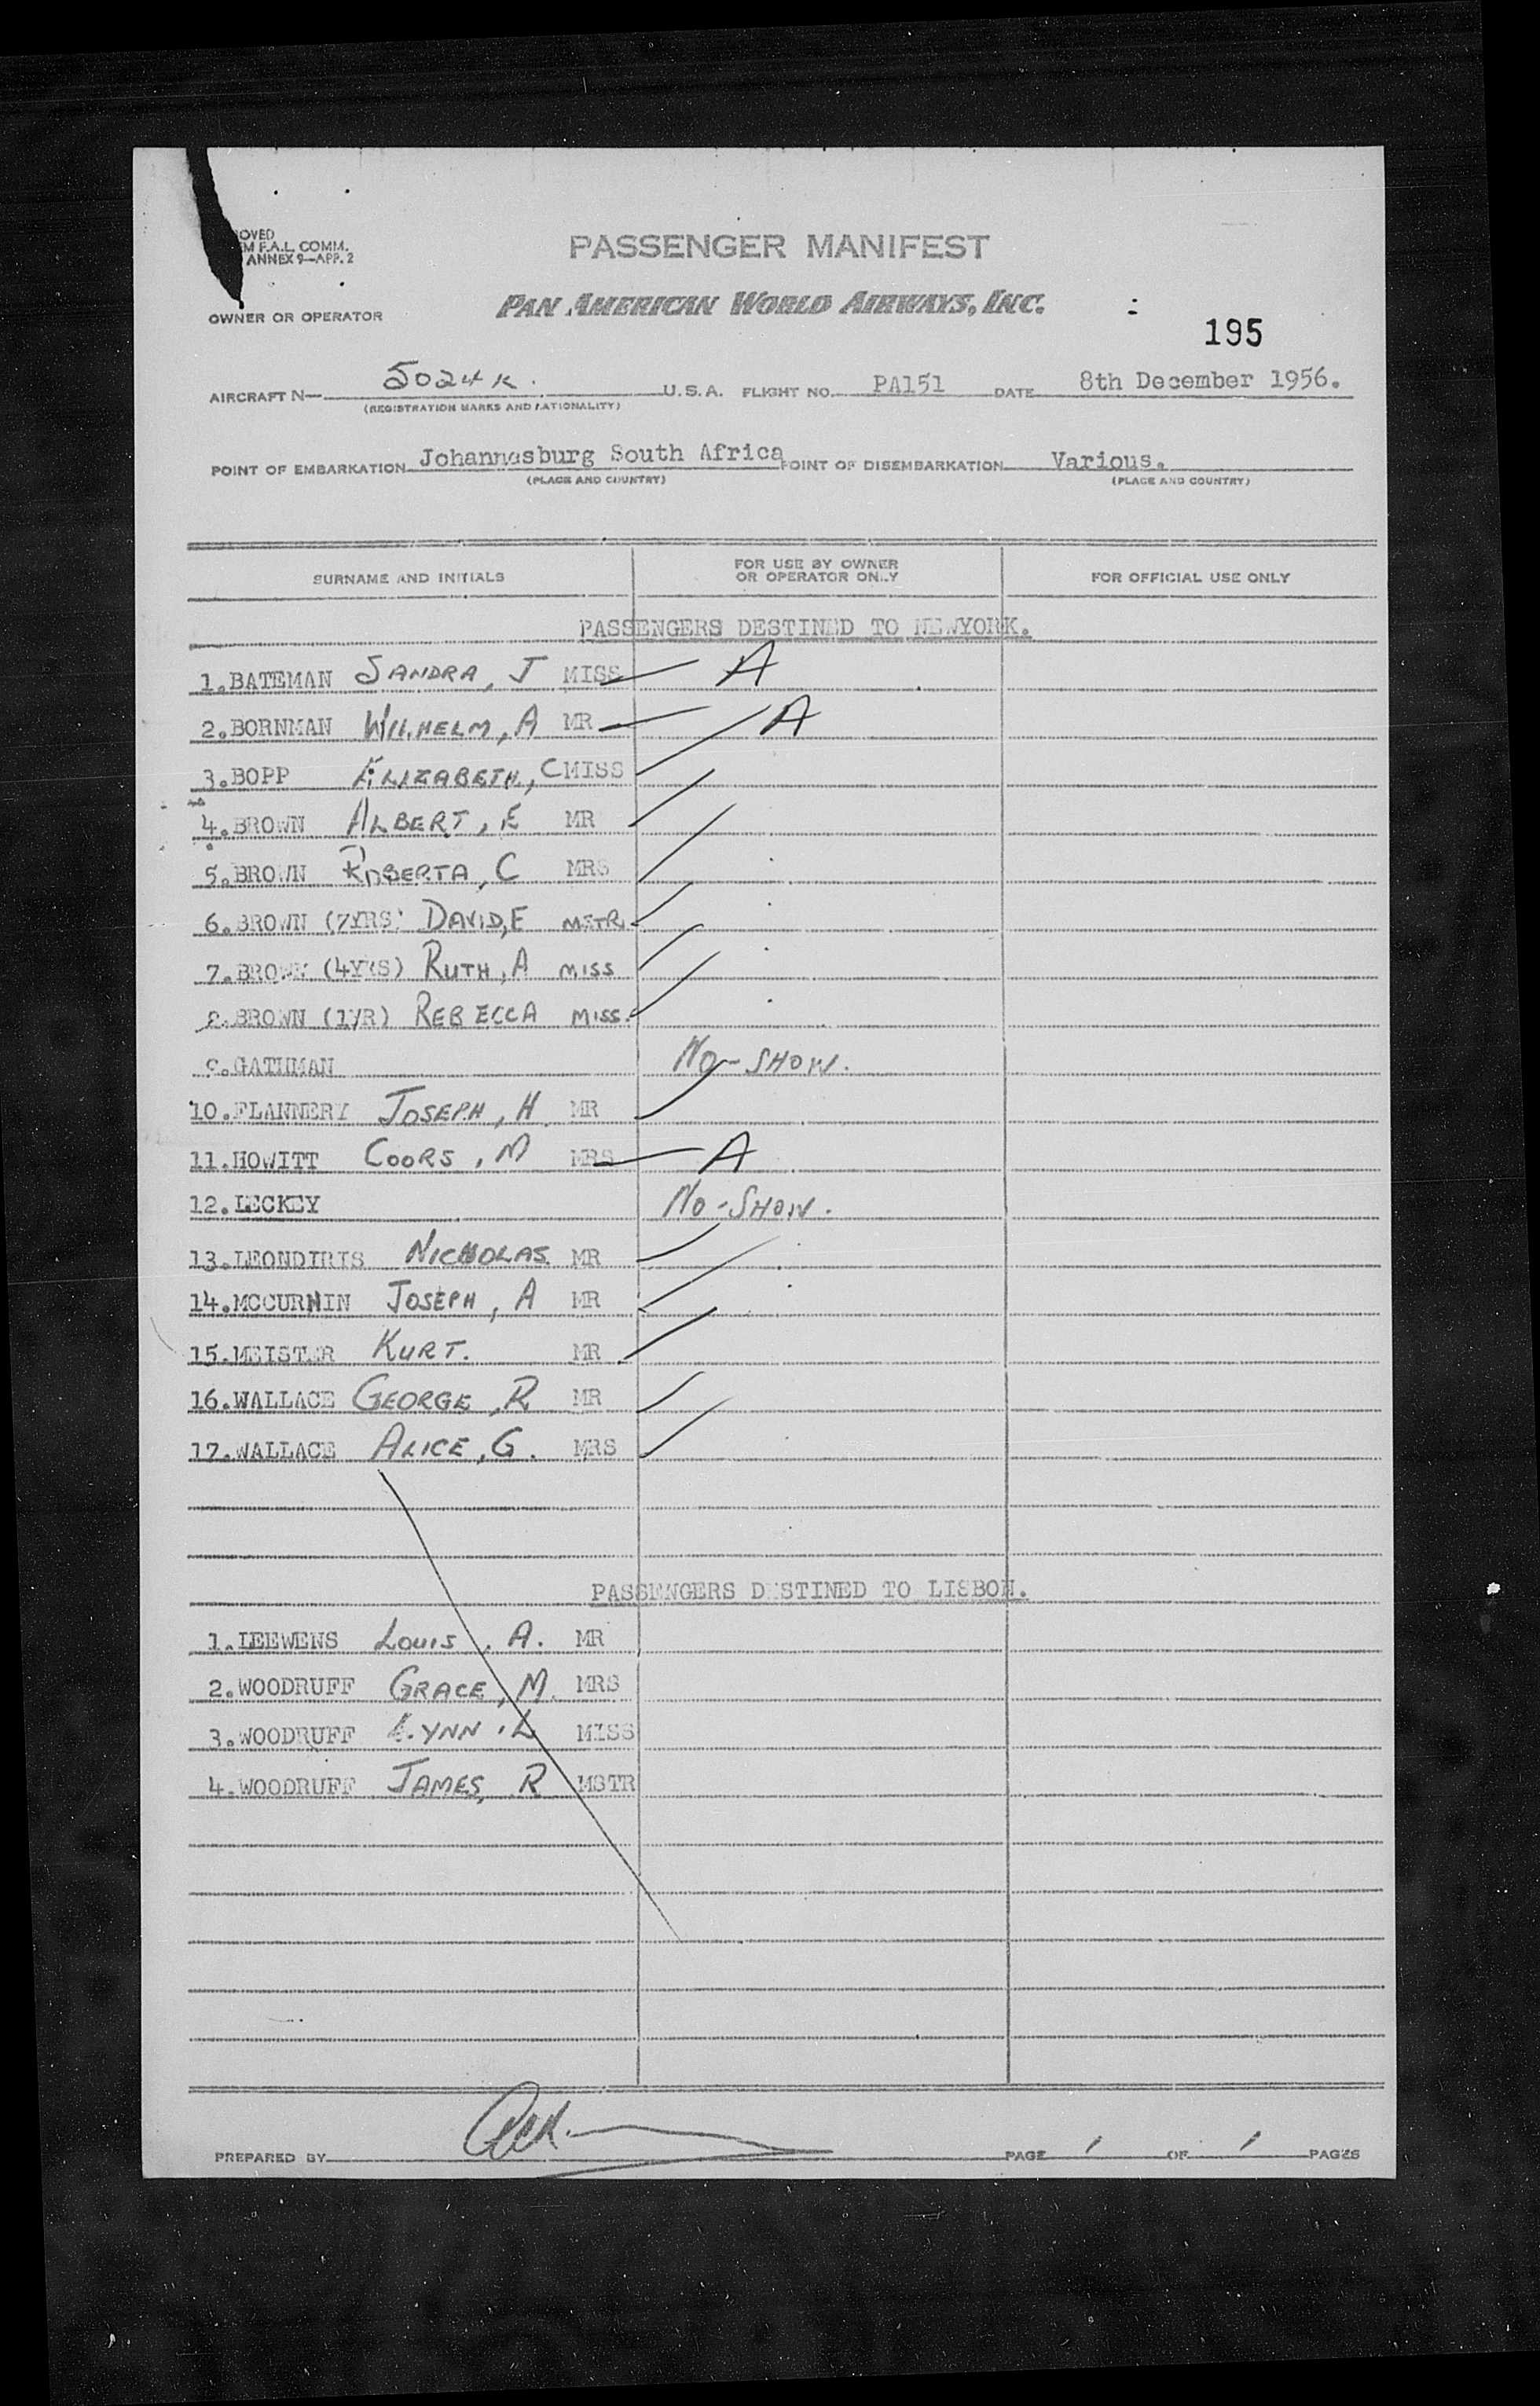 OVED
EM F.A.L. COMM.
ANNEX 9—APP. 2
PASSENGER MANIFEST
OWNER OR OPERATOR PAN AMERICAN WORLD AIRWAYS, INC.
195
AIRCRAFT N— 5024K. U.S.A. FLIGHT NO. PA151 DATE 8th December 1956.
(REGISTRATION MARKS AND NATIONALITY)
POINT OF EMBARKATION Johannesburg South Africa POINT OF DISEMBARKATION Various.
(PLACE AND COUNTRY) (PLACE AND COUNTRY)
SURNAME AND INITIALS FOR USE BY OWNER OR OPERATOR ONLY FOR OFFICIAL USE ONLY
PASSENGERS DESTINED TO NEWYORK.
1.BATEMAN SANDRA, J MISS A
2.BORNMAN WILHELM, A MR A
3.BOPP ELIZABETH, C MISS
4.BROWN ALBERT, E MR
5.BROWN ROBERTA, C MRS
6.BROWN (7YRS) DAVID, E MSTR.
7.BROWN (4YRS) RUTH, A MISS
8.BROWN (1YR) REBECCA MISS.
9.GATHMAN NO-SHOW.
10.FLANNERY JOSEPH, H. MR
11.HOWITT COORS, M MRS A
12.LECKEY NO-SHOW.
13.LEONDIRIS NICHOLAS. MR
14.MCCURNIN JOSEPH, A MR
15.MEISTER KURT. MR
16.WALLACE GEORGE, R MR
17.WALLACE ALICE, G. MRS
PASSENGERS DESTINED TO LISBON.
1.LEEWENS LOUIS, A. MR
2.WOODRUFF GRACE, M. MRS
3.WOODRUFF LYNN, L MISS
4.WOODRUFF JAMES, R MSTR
PREPARED BY PAGE 1 OF 1 PAGES